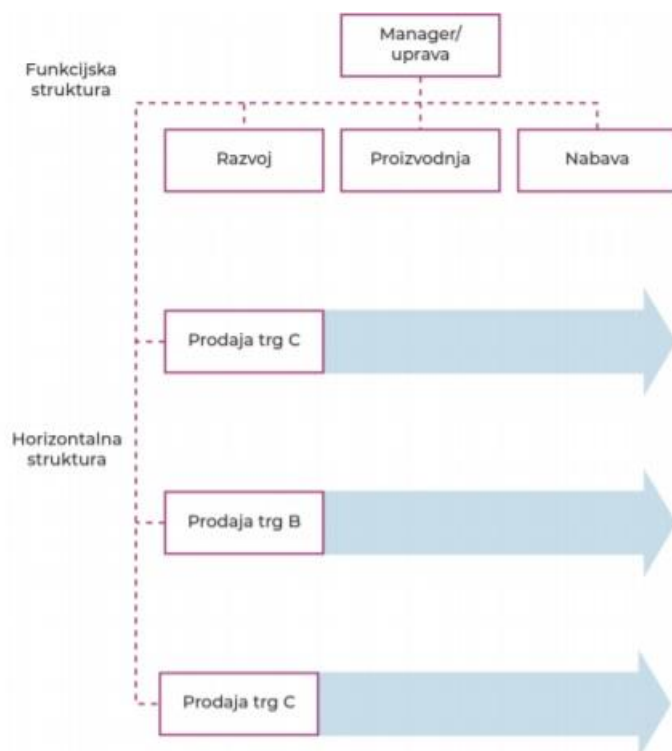 Manager/
uprava
Funkcijska
struktura
Razvoj
Proizvodnja
Nabava
Prodaja trg C
Horizontalna
struktura
Prodaja trg B
Prodaja trg C